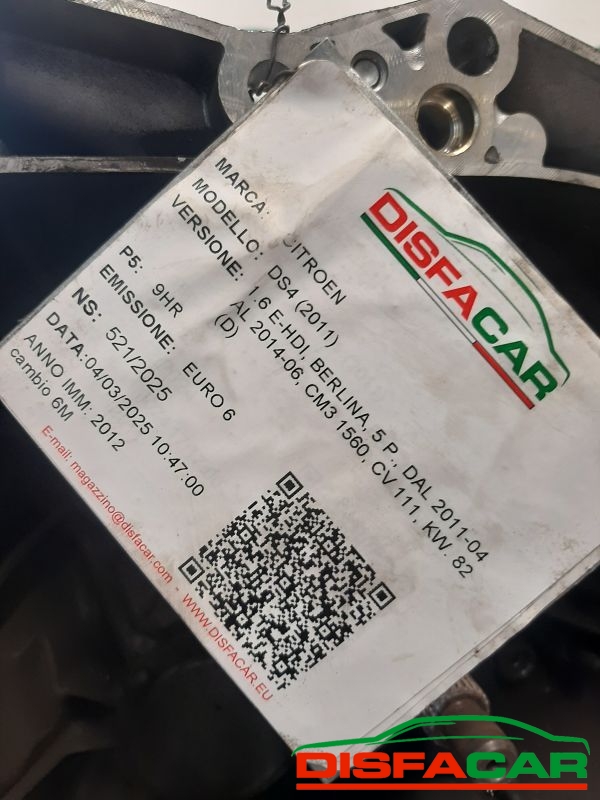 DISFACAR
MARCA: CITROEN
MODELLO: DS4 (2011)
VERSIONE: 1.6 E-HDI, BERLINA, 5 P., DAL 2011-04
AL 2014-06, CM3 1560, CV 111, KW. 82
(D)
P5: 9HR
EMISSIONE: EURO 6
NS: 521/2025
DATA:04/03/2025 10:47:00
ANNO IMM: 2012
cambio 6M
E-mail: magazzino@disfacar.com - WWW.DISFACAR.EU
DISFACAR